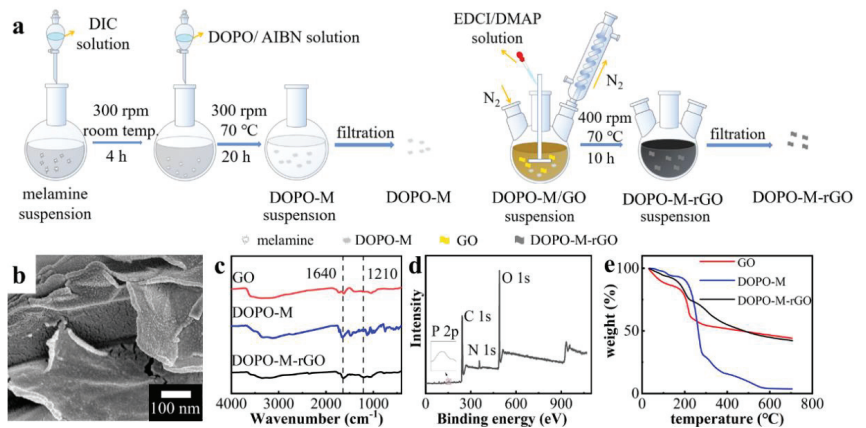 a
DIC
solution
DOPO/ AIBN solution
EDCI/DMAP
solution
N2
N2
300 rpm
room temp.
4 h
300 rpm
70 ℃
20 h
filtration
400 rpm
70 ℃
10 h
filtration
melamine
suspension
DOPO-M
suspension
DOPO-M
DOPO-M/GO
suspension
DOPO-M-rGO
suspension
DOPO-M-rGO
melamine
DOPO-M
GO
DOPO-M-rGO
b
100 nm
c
1640
1210
GO
DOPO-M
DOPO-M-rGO
4000 3000 2000 1000
Wavenumber (cm-1)
d
Intensity
O 1s
C 1s
P 2p
N 1s
0 300 600 900
Binding energy (eV)
e
weight (%)
100
50
0
GO
DOPO-M
DOPO-M-rGO
0 200 400 600 800
temperature (℃)